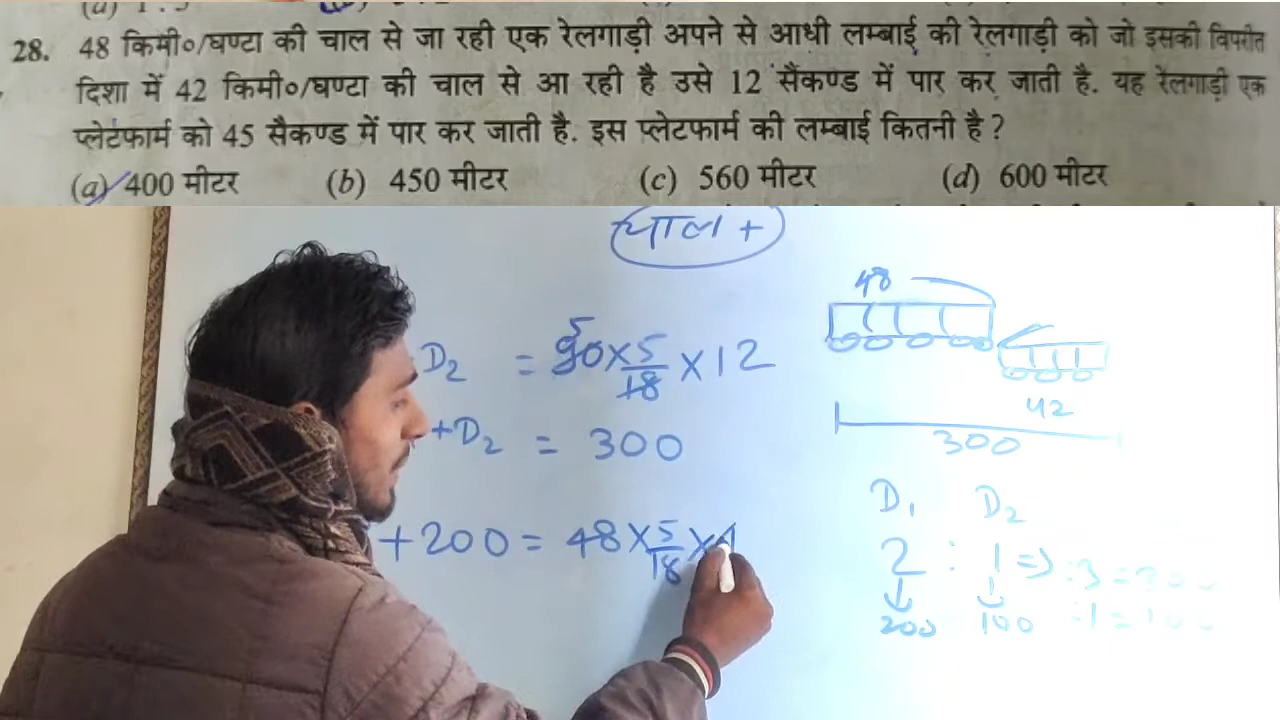 28. 48 किमी०/घण्टा की चाल से जा रही एक रेलगाड़ी अपने से आधी लम्बाई की रेलगाड़ी को जो इसकी विपरीत
दिशा में 42 किमी०/घण्टा की चाल से आ रही है उसे 12 सैकण्ड में पार कर जाती है. यह रेलगाड़ी एक
प्लेटफार्म को 45 सैकण्ड में पार कर जाती है. इस प्लेटफार्म की लम्बाई कितनी है ?
(a) 400 मीटर (b) 450 मीटर (c) 560 मीटर (d) 600 मीटर
चाल +
48
D2 = 90 × 5/18 × 12
5
42
+D2 = 300
300
D1 D2
+ 200 = 48 × 5/18 ×
2 : 1 =>
200 100